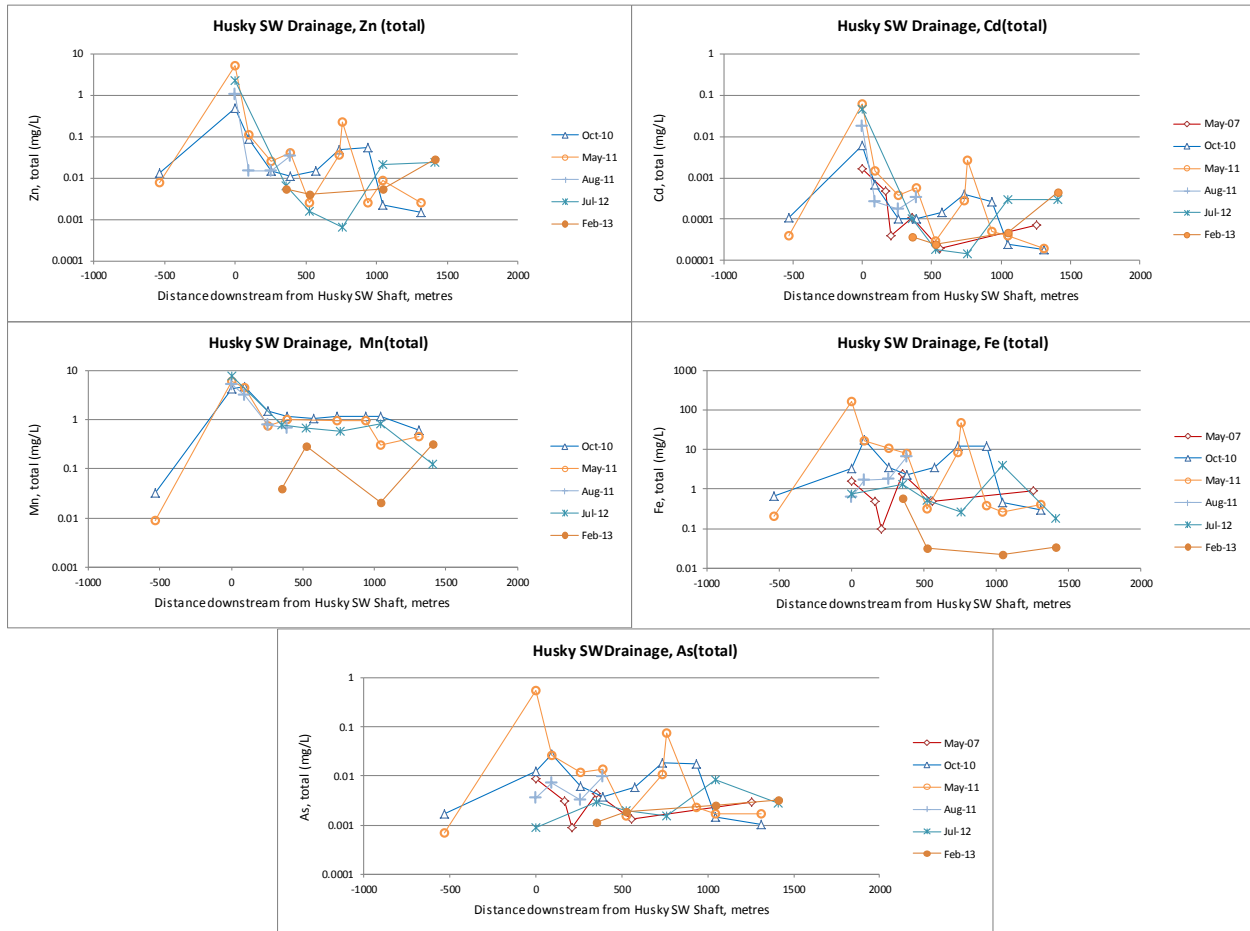 Husky SW Drainage, Zn (total)
Zn, total (mg/L)
10
1
0.1
0.01
0.001
0.0001
-1000
-500
0
500
1000
1500
2000
Distance downstream from Husky SW Shaft, metres
Oct-10
May-11
Aug-11
Jul-12
Feb-13
Husky SW Drainage, Cd(total)
Cd, total (mg/L)
1
0.1
0.01
0.001
0.0001
0.00001
-1000
-500
0
500
1000
1500
2000
Distance downstream from Husky SW Shaft, metres
May-07
Oct-10
May-11
Aug-11
Jul-12
Feb-13
Husky SW Drainage, Mn(total)
Mn, total (mg/L)
10
1
0.1
0.01
0.001
-1000
-500
0
500
1000
1500
2000
Distance downstream from Husky SW Shaft, metres
Oct-10
May-11
Aug-11
Jul-12
Feb-13
Husky SW Drainage, Fe (total)
Fe, total (mg/L)
1000
100
10
1
0.1
0.01
-1000
-500
0
500
1000
1500
2000
Distance downstream from Husky SW Shaft, metres
May-07
Oct-10
May-11
Aug-11
Jul-12
Feb-13
Husky SWDrainage, As(total)
As, total (mg/L)
1
0.1
0.01
0.001
0.0001
-1000
-500
0
500
1000
1500
2000
Distance downstream from Husky SW Shaft, metres
May-07
Oct-10
May-11
Aug-11
Jul-12
Feb-13